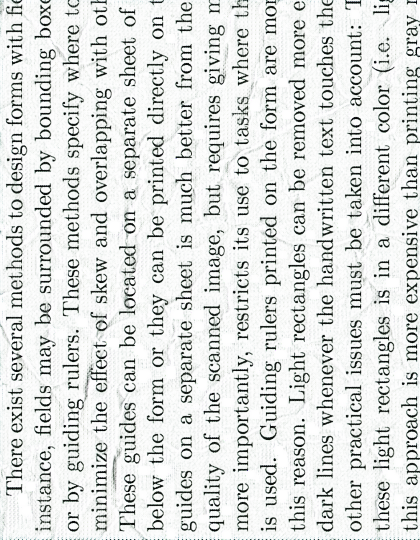 There exist several methods to design forms with
instance, fields may be surrounded by bounding
or by guiding rulers. These methods specify where to
minimize the effect of skew and overlapping with
These guides can be located on a separate sheet of
below the form or they can be printed directly on
guides on a separate sheet is much better from the
quality of the scanned image, but requires giving
more importantly, restricts its use to tasks where
is used. Guiding rulers printed on the form are
this reason. Light rectangles can be removed more
dark lines whenever the handwritten text touches the
other practical issues must be taken into account:
these light rectangles is in a different color (i.e.
this approach is more expensive than printing gray